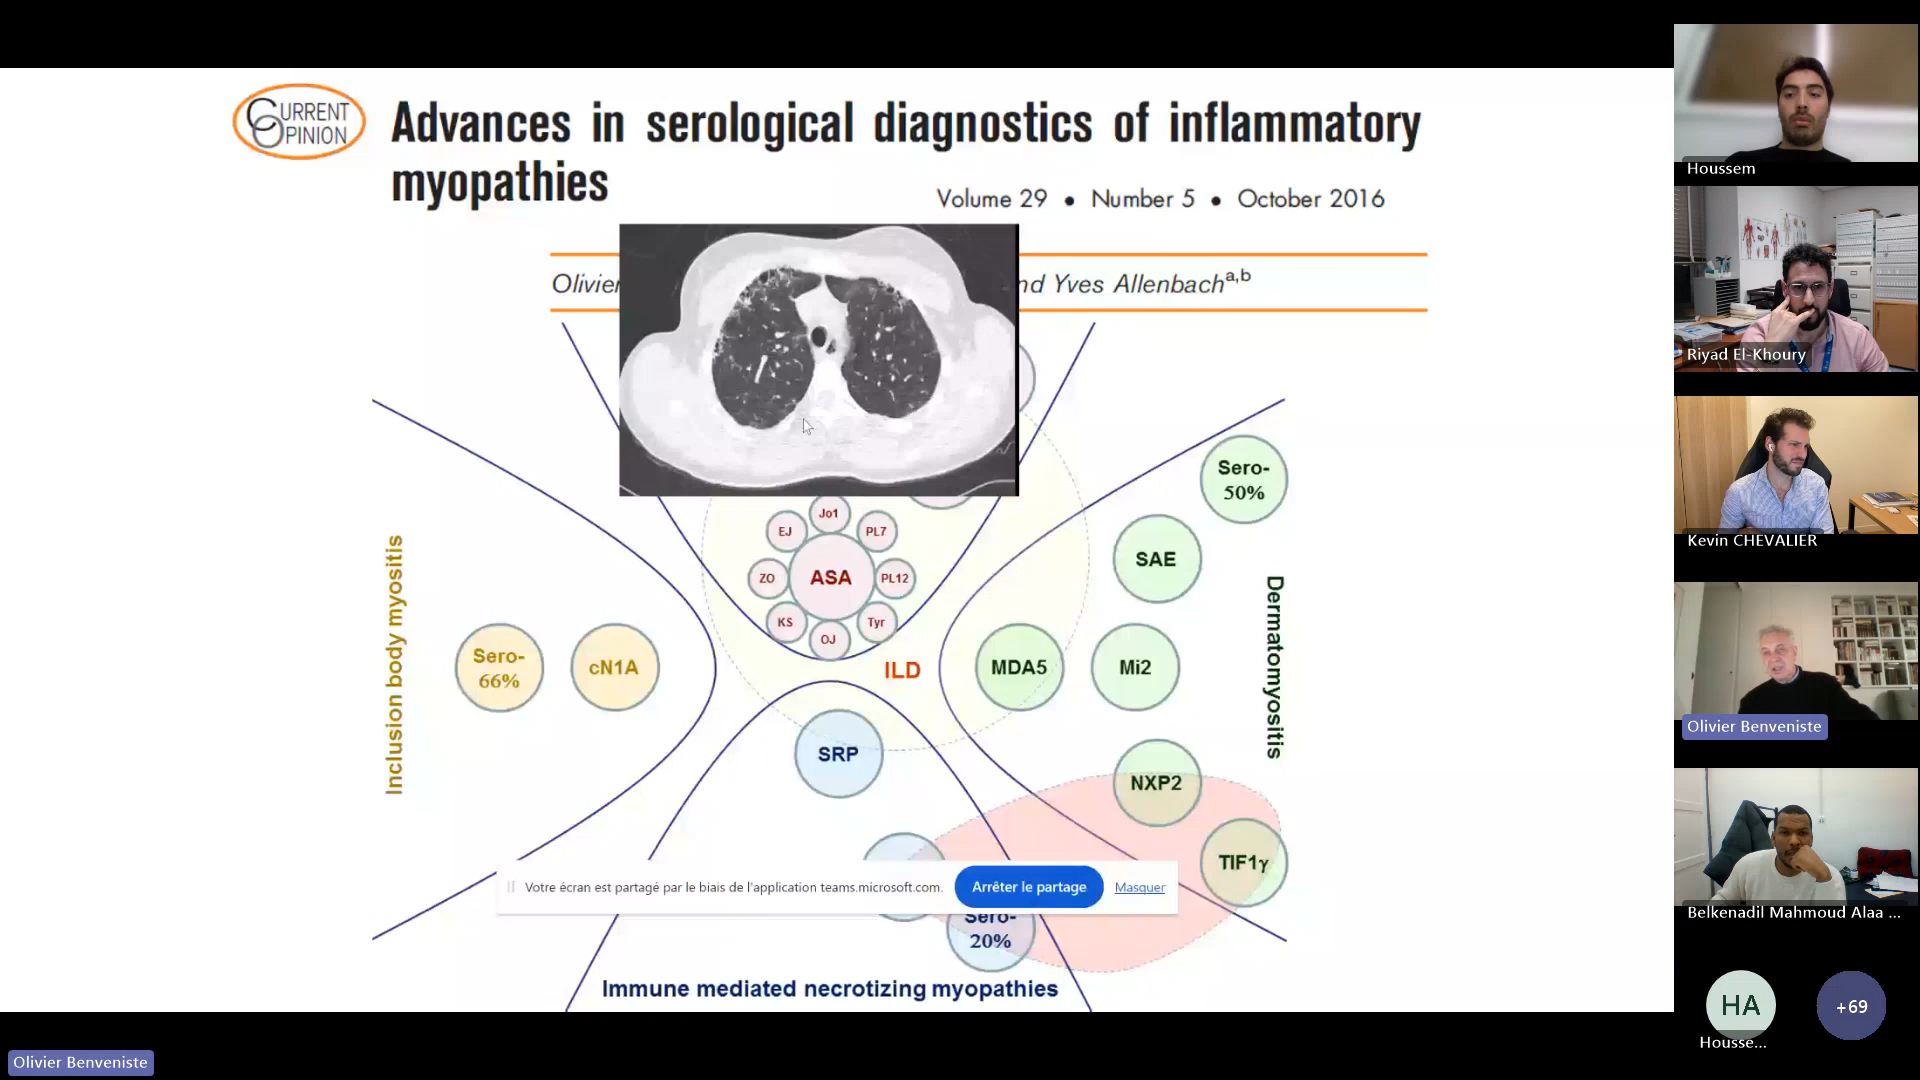 CURRENT
OPINION
Advances in serological diagnostics of inflammatory
myopathies
Volume 29 • Number 5 • October 2016
Olivier
nd Yves Allenbach a,b
Inclusion body myositis
Sero-
66%
cN1A
Jo1
EJ
PL7
ZO
ASA
PL12
KS
Tyr
OJ
ILD
SRP
Sero-
50%
SAE
MDA5
Mi2
NXP2
TIF1γ
Dermatomyositis
Votre écran est partagé par le biais de l'application teams.microsoft.com.
Arrêter le partage
Masquer
Sero-
20%
Immune mediated necrotizing myopathies
Olivier Benveniste
Houssem
Riyad El-Khoury
Kevin CHEVALIER
Olivier Benveniste
Belkenadil Mahmoud Alaa ...
HA
Housse...
+69